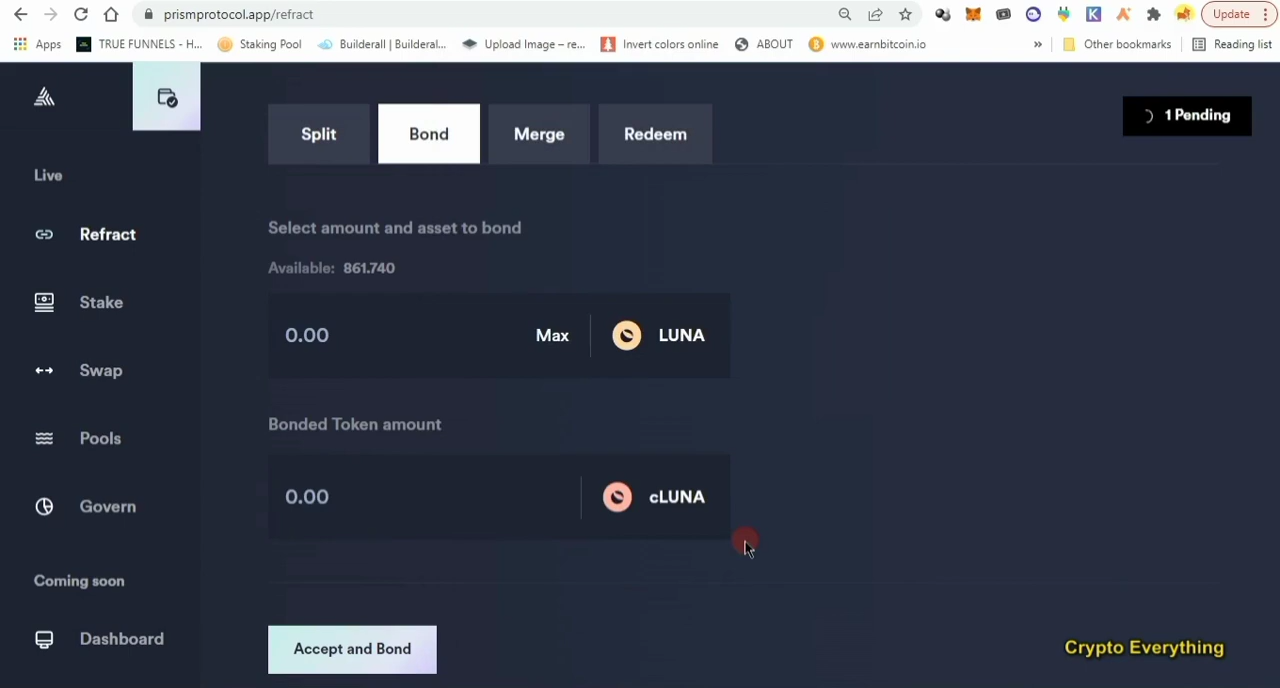 prismprotocol.app/refract
Update
Apps
TRUE FUNNELS - H...
Staking Pool
Builderall | Builderal...
Upload Image – re...
Invert colors online
ABOUT
www.earnbitcoin.io
»
Other bookmarks
Reading list
Split
Bond
Merge
Redeem
1 Pending
Live
Refract
Stake
Swap
Pools
Govern
Coming soon
Dashboard
Select amount and asset to bond
Available: 861.740
0.00 Max LUNA
Bonded Token amount
0.00 cLUNA
Accept and Bond
Crypto Everything